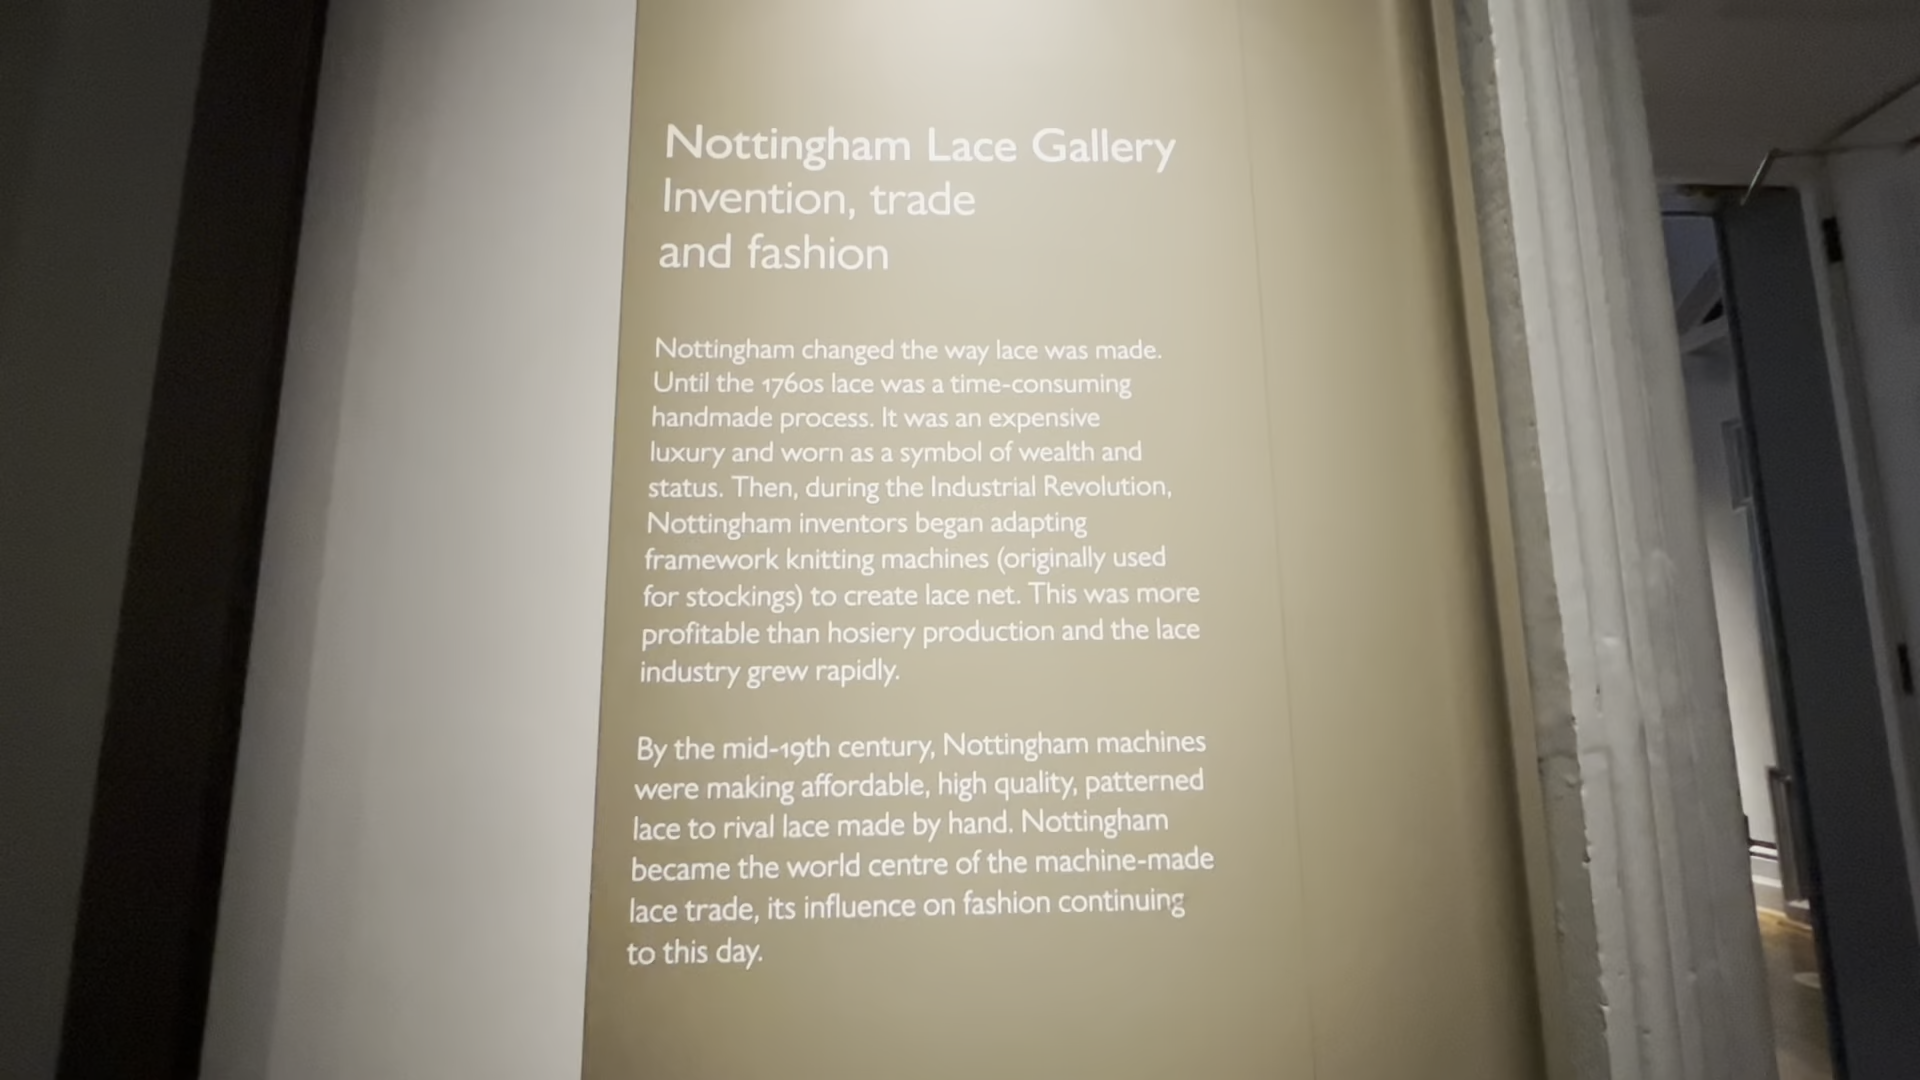 Nottingham Lace Gallery
Invention, trade
and fashion
Nottingham changed the way lace was made.
Until the 1760s lace was a time-consuming
handmade process. It was an expensive
luxury and worn as a symbol of wealth and
status. Then, during the Industrial Revolution,
Nottingham inventors began adapting
framework knitting machines (originally used
for stockings) to create lace net. This was more
profitable than hosiery production and the lace
industry grew rapidly.
By the mid-19th century, Nottingham machines
were making affordable, high quality, patterned
lace to rival lace made by hand. Nottingham
became the world centre of the machine-made
lace trade, its influence on fashion continuing
to this day.